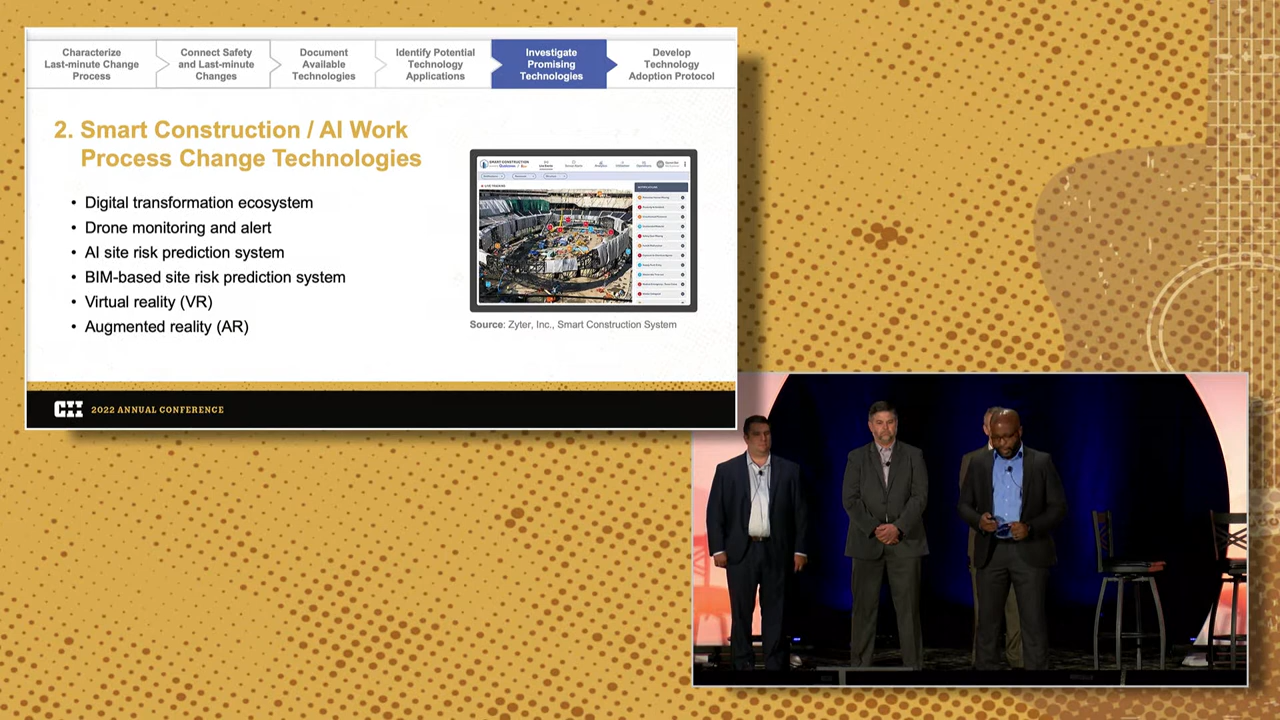 Characterize
Last-minute Change
Process
Connect Safety
and Last-minute
Changes
Document
Available
Technologies
Identify Potential
Technology
Applications
Investigate
Promising
Technologies
Develop
Technology
Adoption Protocol
2. Smart Construction / AI Work
Process Change Technologies
• Digital transformation ecosystem
• Drone monitoring and alert
• AI site risk prediction system
• BIM-based site risk prediction system
• Virtual reality (VR)
• Augmented reality (AR)
SMART CONSTRUCTION
Source: Zyter, Inc., Smart Construction System
CII 2022 ANNUAL CONFERENCE